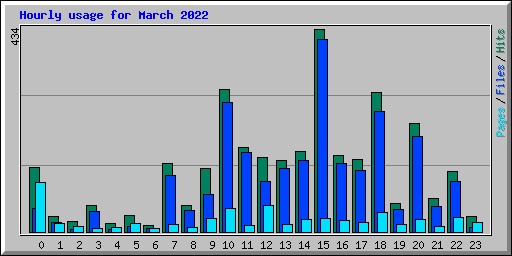 Hourly usage for March 2022
434
Pages/Files/Hits
0 1 2 3 4 5 6 7 8 9 10 11 12 13 14 15 16 17 18 19 20 21 22 23